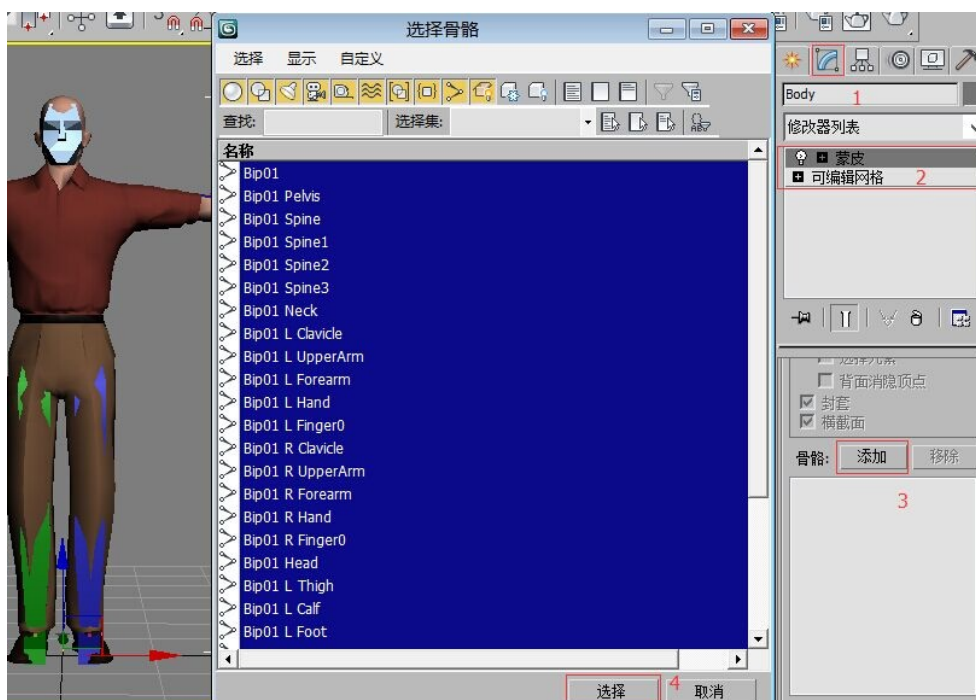 选择骨骼
选择 显示 自定义
查找: 选择集:
名称
Bip01
Bip01 Pelvis
Bip01 Spine
Bip01 Spine1
Bip01 Spine2
Bip01 Spine3
Bip01 Neck
Bip01 L Clavicle
Bip01 L UpperArm
Bip01 L Forearm
Bip01 L Hand
Bip01 L Finger0
Bip01 R Clavicle
Bip01 R UpperArm
Bip01 R Forearm
Bip01 R Hand
Bip01 R Finger0
Bip01 Head
Bip01 L Thigh
Bip01 L Calf
Bip01 L Foot
选择 4 取消
Body 1
修改器列表
蒙皮
可编辑网格 2
背面消隐顶点
封套
横截面
骨骼: 添加 移除
3